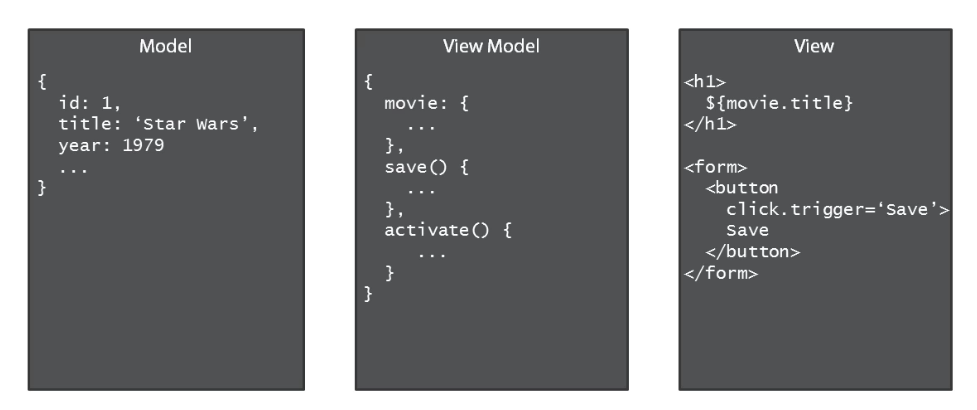 Model
{
  id: 1,
  title: ‘Star Wars’,
  year: 1979
  ...
}
View Model
{
  movie: {
    ...
  },
  save() {
    ...
  },
  activate() {
     ...
  }
}
View
<h1>
  ${movie.title}
</h1>

<form>
  <button
    click.trigger=‘Save’>
    Save
  </button>
</form>